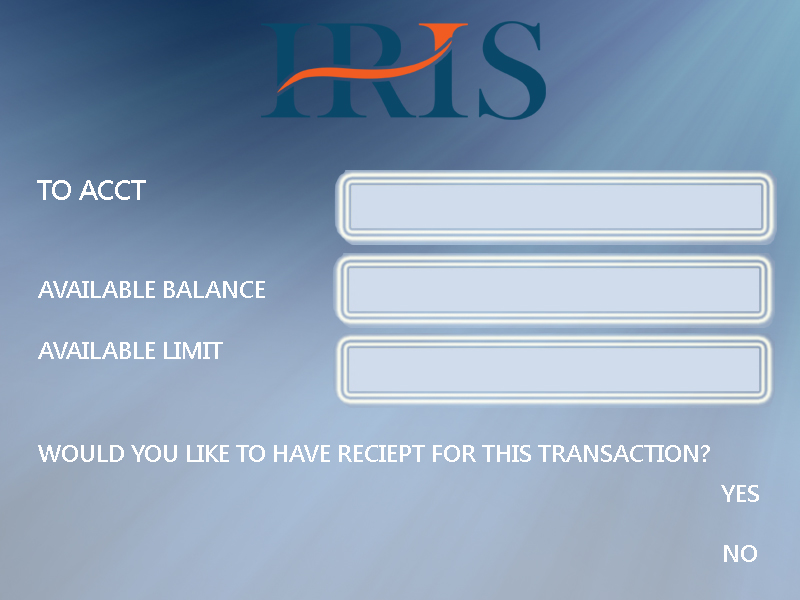 IRIS
TO ACCT
AVAILABLE BALANCE
AVAILABLE LIMIT
WOULD YOU LIKE TO HAVE RECIEPT FOR THIS TRANSACTION?
YES
NO